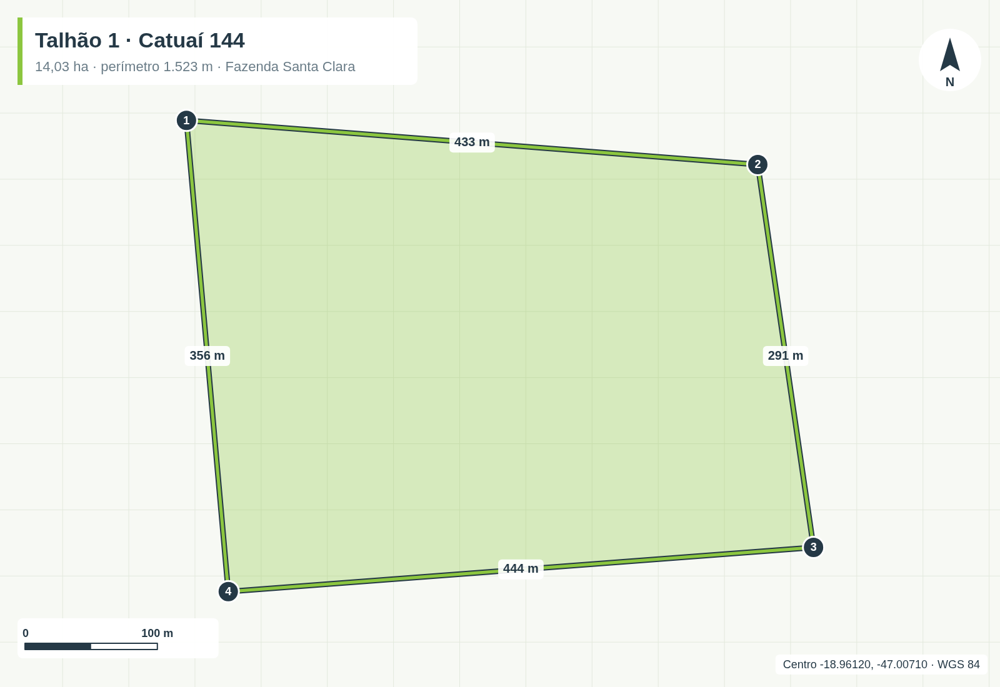 Talhão 1 · Catuaí 144
14,03 ha · perímetro 1.523 m · Fazenda Santa Clara
N
1
433 m
2
356 m
291 m
3
444 m
4
0 100 m
Centro -18.96120, -47.00710 · WGS 84